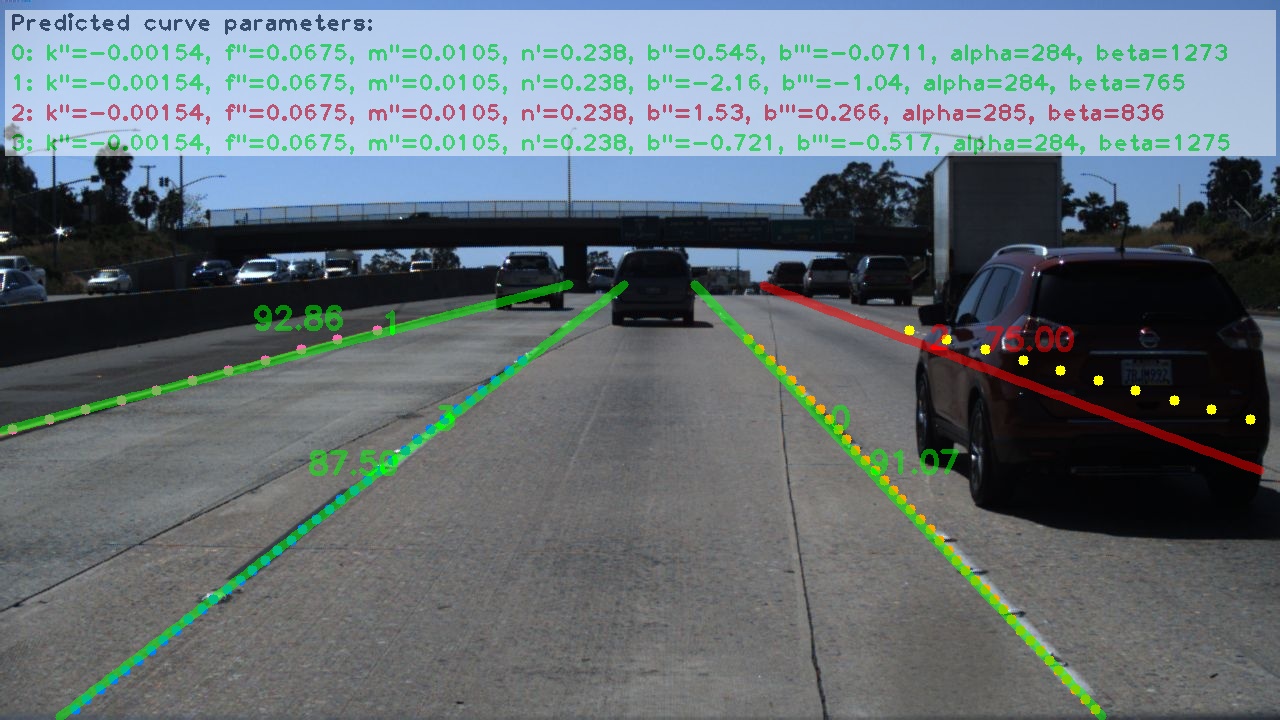 Predicted curve parameters:
0: k''=-0.00154, f''=0.0675, m''=0.0105, n'=0.238, b''=0.545, b'''=-0.0711, alpha=284, beta=1273
1: k''=-0.00154, f''=0.0675, m''=0.0105, n'=0.238, b''=-2.16, b'''=-1.04, alpha=284, beta=765
2: k''=-0.00154, f''=0.0675, m''=0.0105, n'=0.238, b''=1.53, b'''=0.266, alpha=285, beta=836
3: k''=-0.00154, f''=0.0675, m''=0.0105, n'=0.238, b''=-0.721, b'''=-0.517, alpha=284, beta=1275
92.86 1
2 75.00
3 0
87.50 91.07